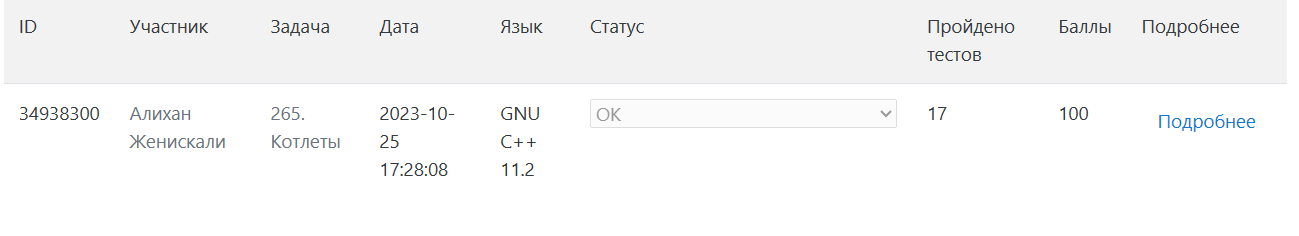 ID Участник Задача Дата Язык Статус Пройдено Баллы Подробнее
тестов
34938300 Алихан 265. 2023-10- GNU OK 17 100 Подробнее
Женискали Котлеты 25 C++
17:28:08 11.2